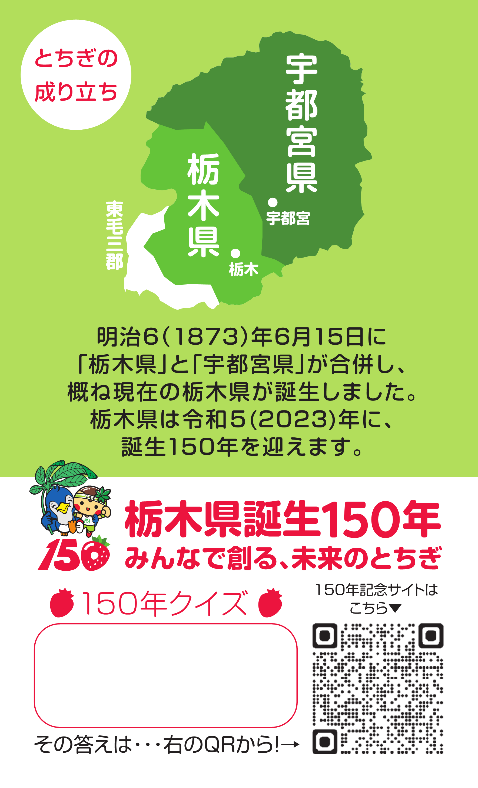 とちぎの
成り立ち
宇都宮県
栃木県
宇都宮
東毛三郡
栃木
明治6(1873)年6月15日に
「栃木県」と「宇都宮県」が合併し、
概ね現在の栃木県が誕生しました。
栃木県は令和5(2023)年に、
誕生150年を迎えます。
150
栃木県誕生150年
みんなで創る、未来のとちぎ
150年クイズ
150年記念サイトは
こちら▼
その答えは・・・右のQRから!→